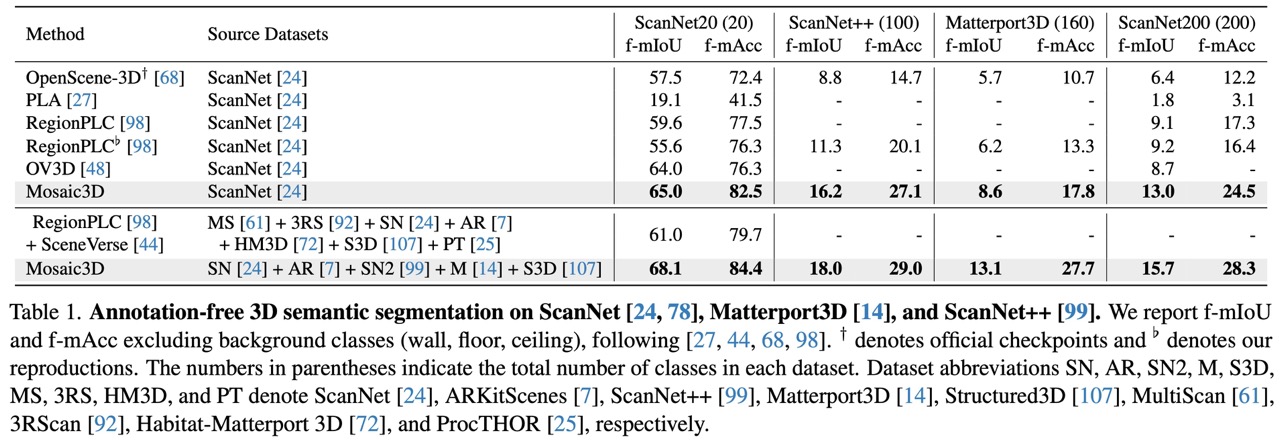 Method Source Datasets ScanNet20 (20) ScanNet++ (100) Matterport3D (160) ScanNet200 (200)
f-mIoU f-mAcc f-mIoU f-mAcc f-mIoU f-mAcc f-mIoU f-mAcc
OpenScene-3D† [68] ScanNet [24] 57.5 72.4 8.8 14.7 5.7 10.7 6.4 12.2
PLA [27] ScanNet [24] 19.1 41.5 - - - - 1.8 3.1
RegionPLC [98] ScanNet [24] 59.6 77.5 - - - - 9.1 17.3
RegionPLC♭ [98] ScanNet [24] 55.6 76.3 11.3 20.1 6.2 13.3 9.2 16.4
OV3D [48] ScanNet [24] 64.0 76.3 - - - - 8.7 -
Mosaic3D ScanNet [24] 65.0 82.5 16.2 27.1 8.6 17.8 13.0 24.5
RegionPLC [98] MS [61] + 3RS [92] + SN [24] + AR [7]
+ SceneVerse [44] + HM3D [72] + S3D [107] + PT [25] 61.0 79.7 - - - - - -
Mosaic3D SN [24] + AR [7] + SN2 [99] + M [14] + S3D [107] 68.1 84.4 18.0 29.0 13.1 27.7 15.7 28.3
Table 1. Annotation-free 3D semantic segmentation on ScanNet [24, 78], Matterport3D [14], and ScanNet++ [99]. We report f-mIoU
and f-mAcc excluding background classes (wall, floor, ceiling), following [27, 44, 68, 98]. † denotes official checkpoints and ♭ denotes our
reproductions. The numbers in parentheses indicate the total number of classes in each dataset. Dataset abbreviations SN, AR, SN2, M, S3D,
MS, 3RS, HM3D, and PT denote ScanNet [24], ARKitScenes [7], ScanNet++ [99], Matterport3D [14], Structured3D [107], MultiScan [61],
3RScan [92], Habitat-Matterport 3D [72], and ProcTHOR [25], respectively.